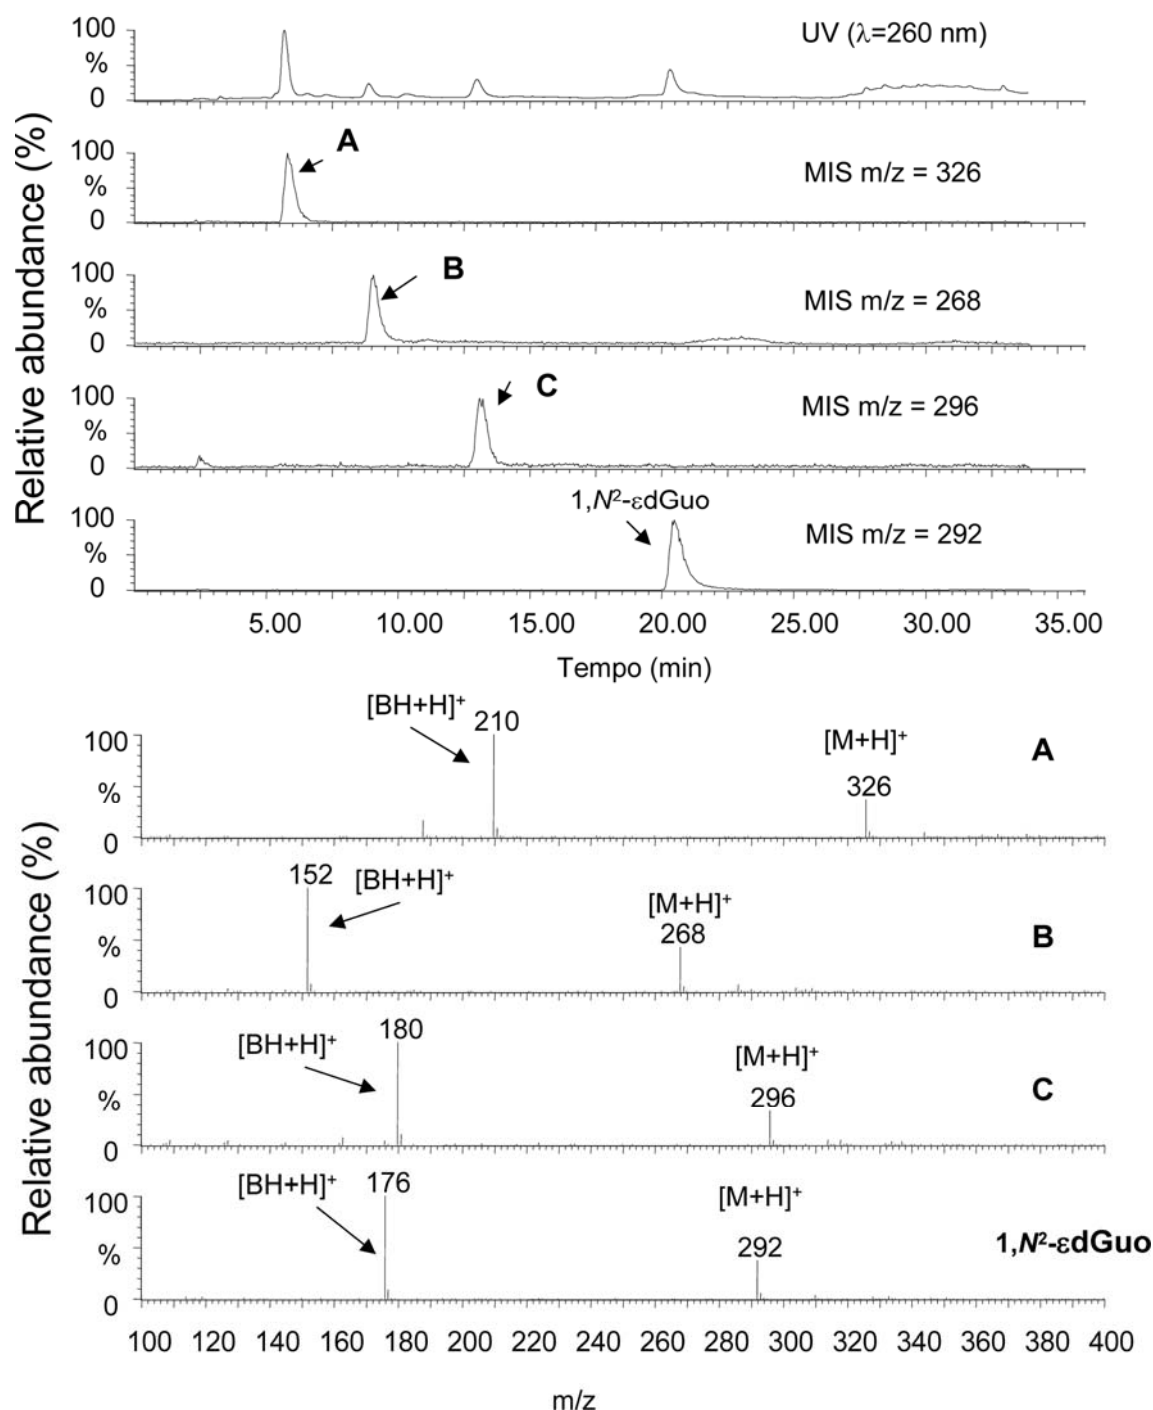 Relative abundance (%)
100
%
0
UV (λ=260 nm)
100
%
0
A
MIS m/z = 326
100
%
0
B
MIS m/z = 268
100
%
0
C
MIS m/z = 296
100
%
0
1,N²-εdGuo
MIS m/z = 292
5.00 10.00 15.00 20.00 25.00 30.00 35.00
Tempo (min)
Relative abundance (%)
100
%
0
[BH+H]⁺
210
[M+H]⁺
326
A
100
%
0
152
[BH+H]⁺
[M+H]⁺
268
B
100
%
0
[BH+H]⁺
180
[M+H]⁺
296
C
100
%
0
[BH+H]⁺
176
[M+H]⁺
292
1,N²-εdGuo
100 120 140 160 180 200 220 240 260 280 300 320 340 360 380 400
m/z